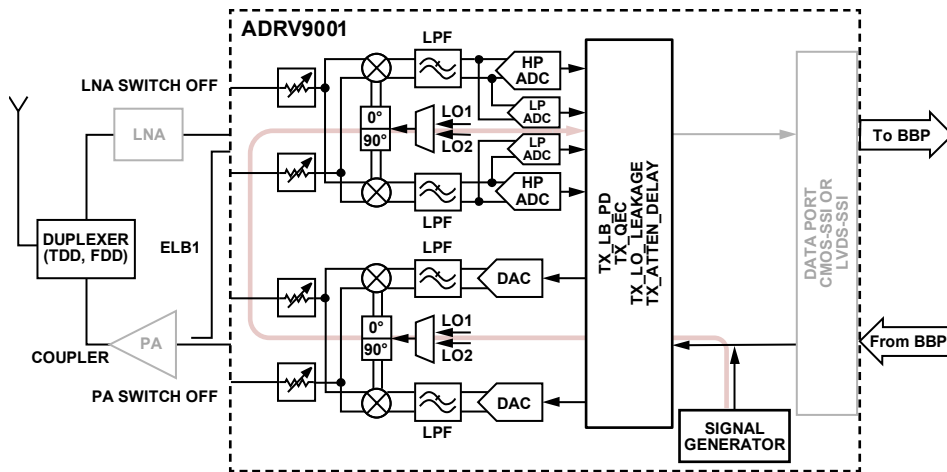 ADRV9001
LPF
LNA SWITCH OFF
HP
ADC
LNA
0°
90°
LO1
LO2
LP
ADC
LP
ADC
HP
ADC
LPF
To BBP
DUPLEXER
(TDD, FDD)
ELB1
TX_LB_PD
TX_QEC
TX_LO_LEAKAGE
TX_ATTEN_DELAY
DATA PORT
CMOS-SSI OR
LVDS-SSI
LPF
DAC
0°
90°
LO1
LO2
PA
COUPLER
From BBP
PA SWITCH OFF
DAC
LPF
SIGNAL
GENERATOR